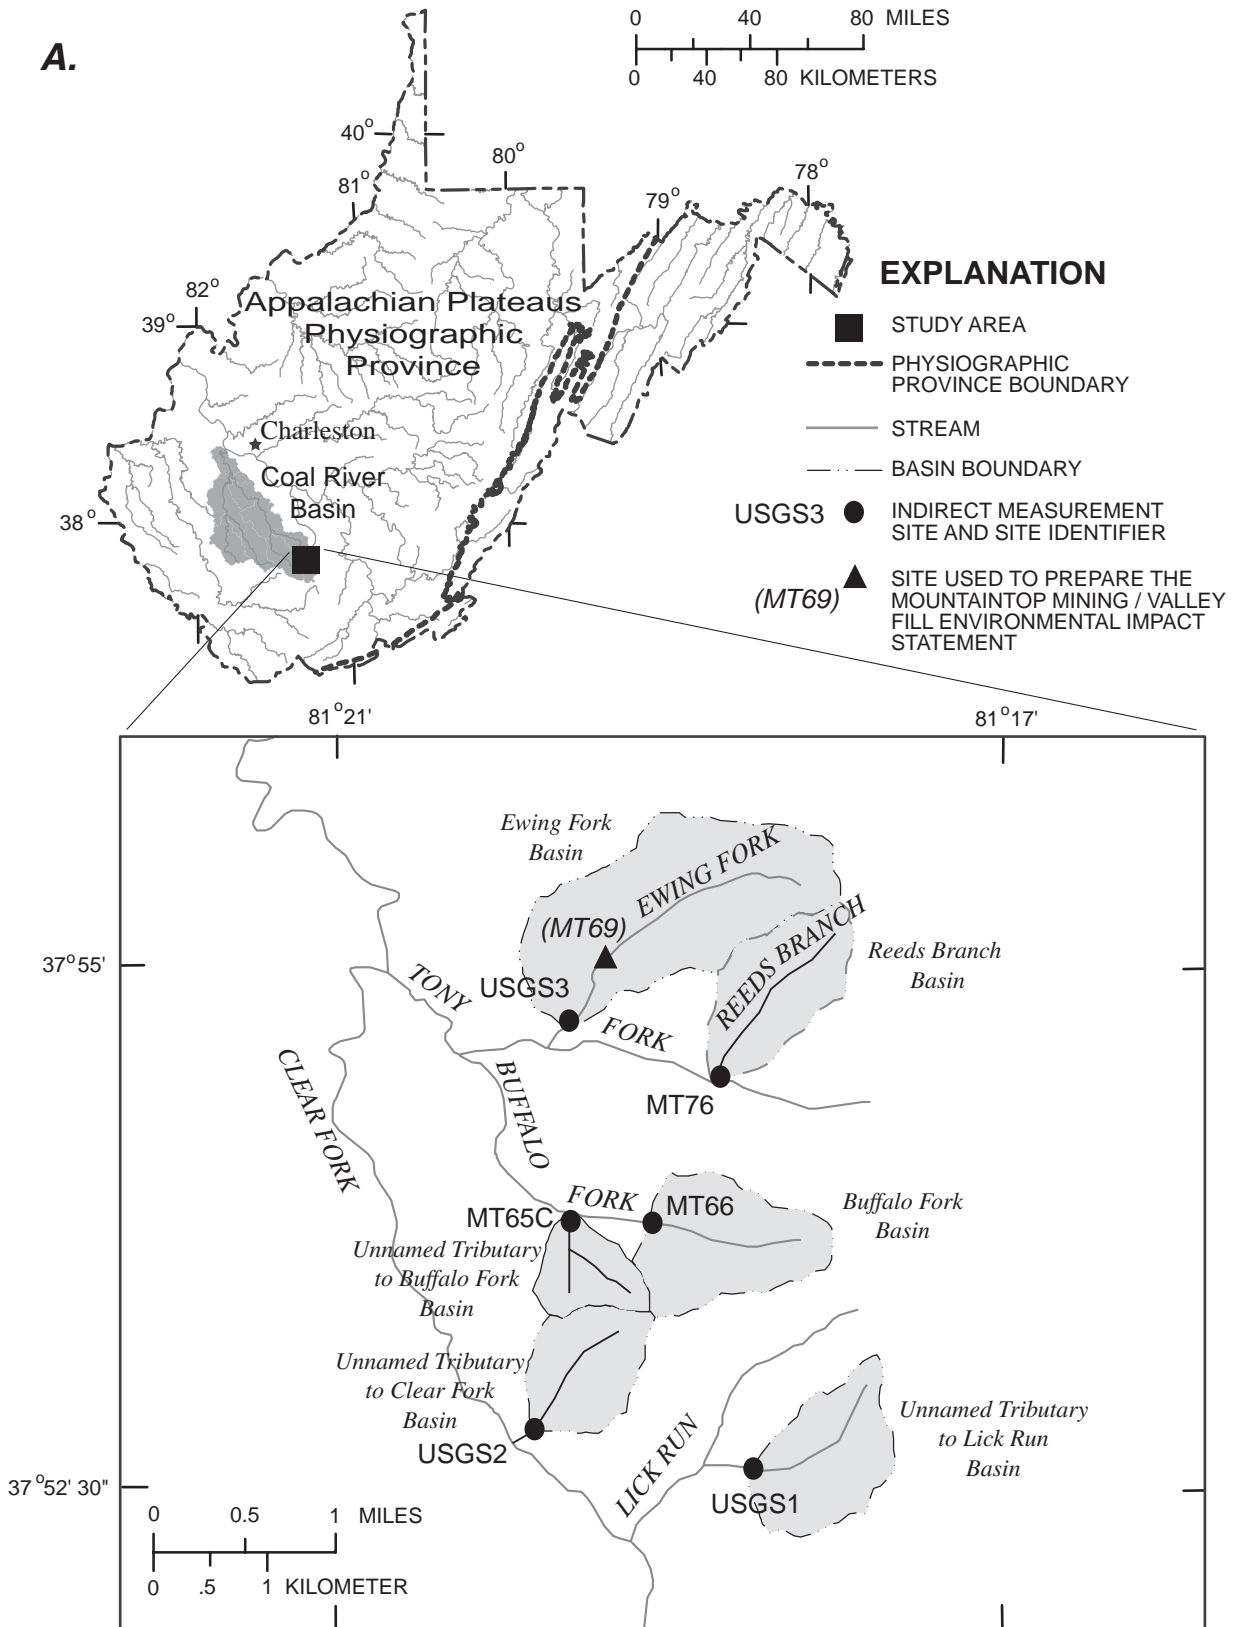 A.
0 40 80 MILES
0 40 80 KILOMETERS
40°
80°
81°
79°
78°
82°
39°
38°
Appalachian Plateaus
Physiographic
Province
Charleston
Coal River
Basin
EXPLANATION
STUDY AREA
PHYSIOGRAPHIC
PROVINCE BOUNDARY
STREAM
BASIN BOUNDARY
USGS3
INDIRECT MEASUREMENT
SITE AND SITE IDENTIFIER
(MT69)
SITE USED TO PREPARE THE
MOUNTAINTOP MINING / VALLEY
FILL ENVIRONMENTAL IMPACT
STATEMENT
81°21'
81°17'
Ewing Fork
Basin
EWING FORK
(MT69)
REEDS BRANCH
Reeds Branch
Basin
37°55'
TONY
USGS3
FORK
MT76
CLEAR FORK
BUFFALO
FORK
MT66
MT65C
Buffalo Fork
Basin
Unnamed Tributary
to Buffalo Fork
Basin
Unnamed Tributary
to Clear Fork
Basin
USGS2
LICK RUN
Unnamed Tributary
to Lick Run
Basin
USGS1
37°52' 30"
0 0.5 1 MILES
0 .5 1 KILOMETER